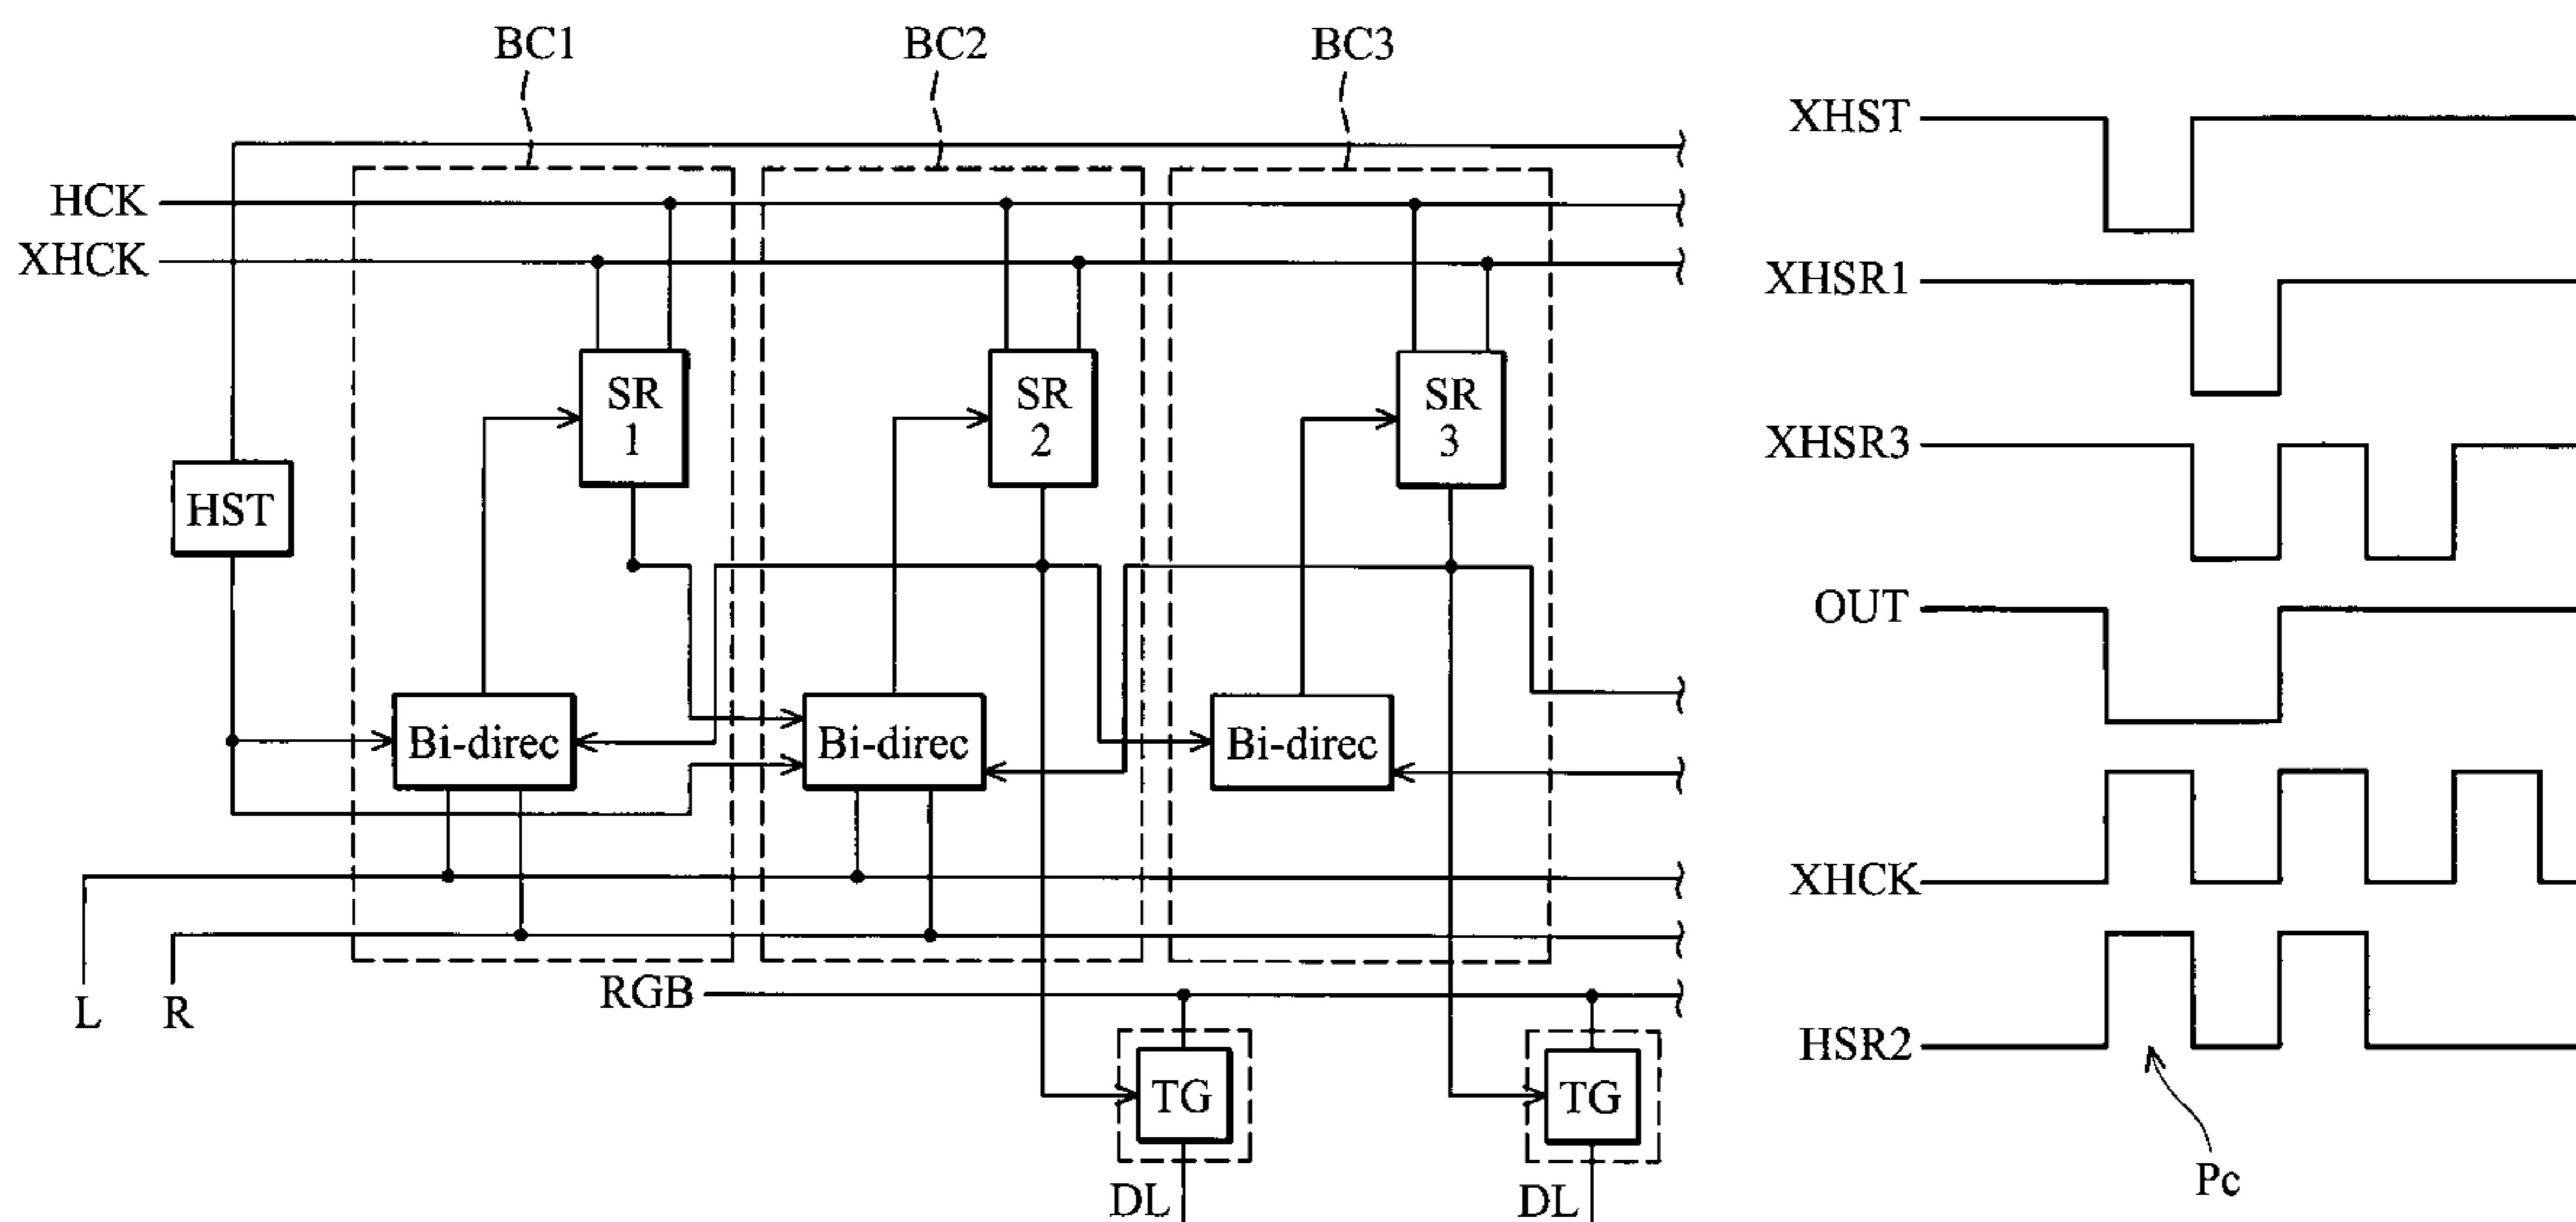 BC1 BC2 BC3
HCK
XHCK
SR
1
SR
2
SR
3
HST
Bi-direc Bi-direc Bi-direc
L R
RGB
TG TG
DL DL
XHST
XHSR1
XHSR3
OUT
XHCK
HSR2
Pc